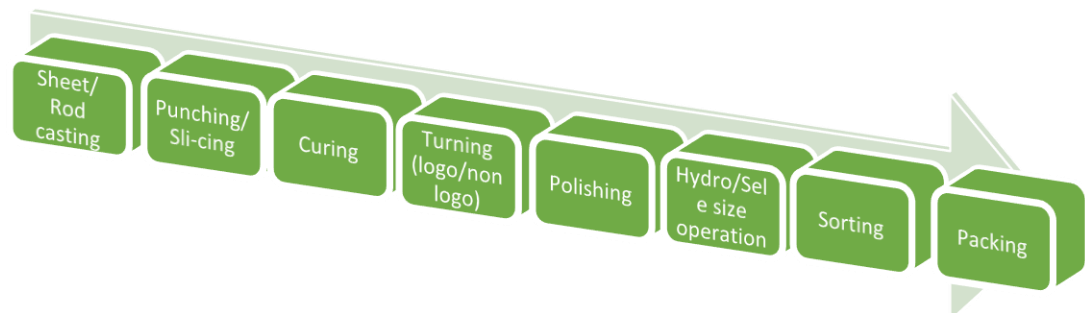 Sheet/
Rod
casting
Punching/
Sli-cing
Curing
Turning
(logo/non
logo)
Polishing
Hydro/Sel
e size
operation
Sorting
Packing